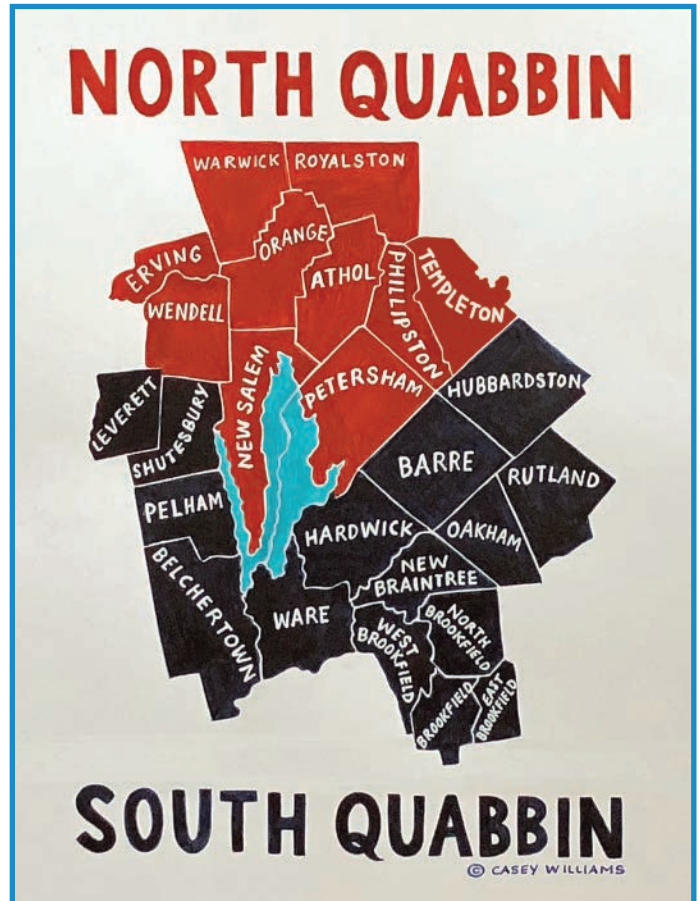 NORTH QUABBIN
WARWICK
ROYALSTON
ORANGE
ERVING
ATHOL
PHILLIPSTON
TEMPLETON
WENDELL
NEW SALEM
PETERSHAM
HUBBARDSTON
LEVERETT
SHUTESBURY
BARRE
RUTLAND
PELHAM
HARDWICK
OAKHAM
BELCHERTOWN
NEW
BRAINTREE
WARE
WEST
BROOKFIELD
NORTH
BROOKFIELD
BROOKFIELD
EAST
BROOKFIELD
SOUTH QUABBIN
© CASEY WILLIAMS